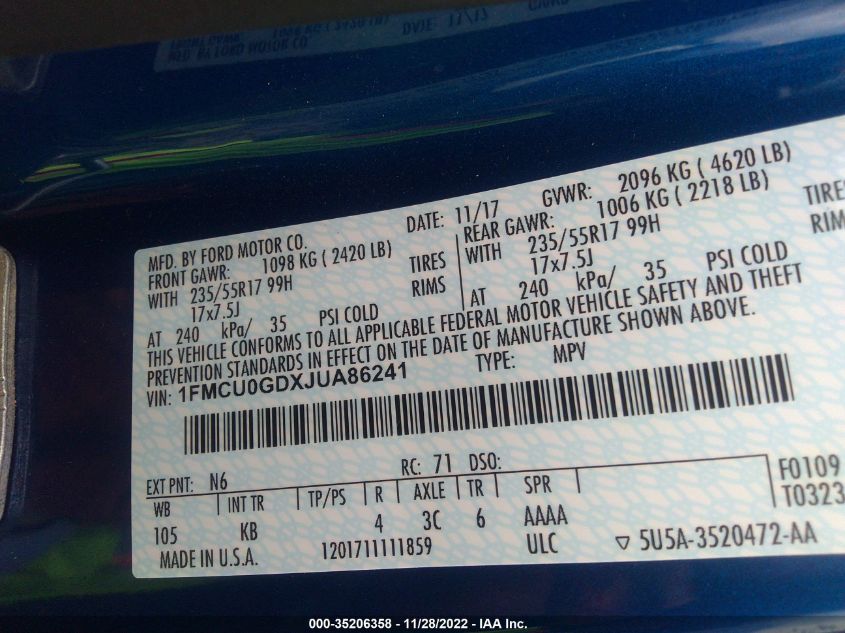 MFD. BY FORD MOTOR CO.
DATE: 11/17
GVWR: 2096 KG ( 4620 LB)
FRONT GAWR: 1098 KG ( 2420 LB)
REAR GAWR: 1006 KG ( 2218 LB)
WITH 235/55R17 99H TIRES
WITH 235/55R17 99H TIRES
17x7.5J RIMS
17x7.5J RIMS
AT 240 kPa/ 35 PSI COLD
AT 240 kPa/ 35 PSI COLD
THIS VEHICLE CONFORMS TO ALL APPLICABLE FEDERAL MOTOR VEHICLE SAFETY AND THEFT
PREVENTION STANDARDS IN EFFECT ON THE DATE OF MANUFACTURE SHOWN ABOVE.
VIN: 1FMCU0GDXJUA86241 TYPE: MPV
EXT PNT: N6 RC: 71 DSO: F0109
WB INT TR TP/PS R AXLE TR SPR T0323
105 KB 4 3C 6 AAAA
MADE IN U.S.A. 1201711111859 ULC ▽ 5U5A-3520472-AA
000-35206358 - 11/28/2022 - IAA Inc.